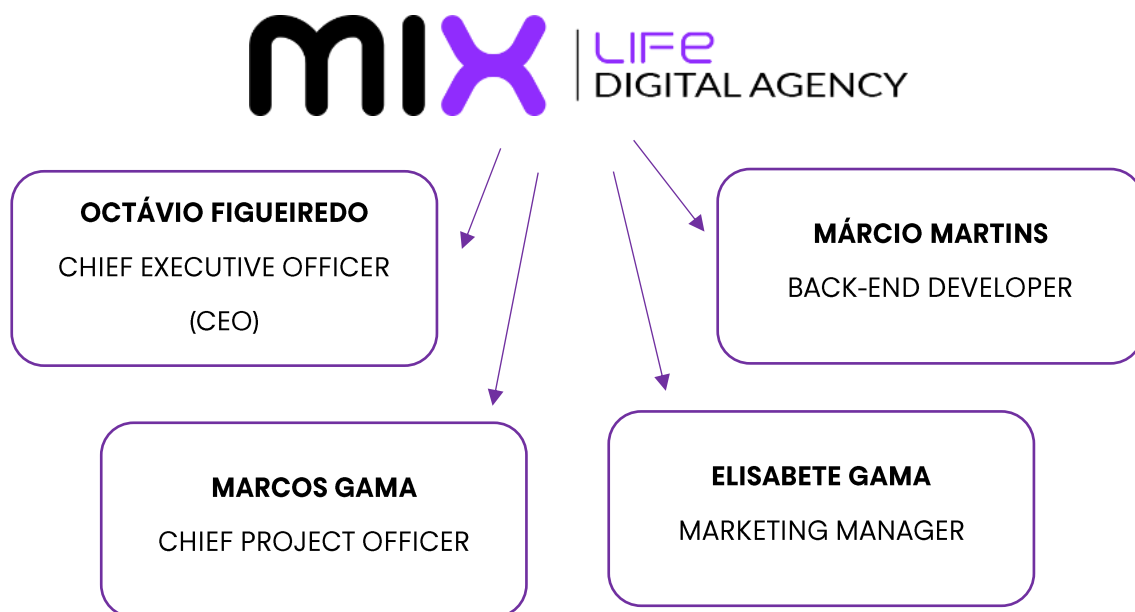 MIX
LIFE
DIGITAL AGENCY
OCTÁVIO FIGUEIREDO
CHIEF EXECUTIVE OFFICER
(CEO)
MÁRCIO MARTINS
BACK-END DEVELOPER
MARCOS GAMA
CHIEF PROJECT OFFICER
ELISABETE GAMA
MARKETING MANAGER